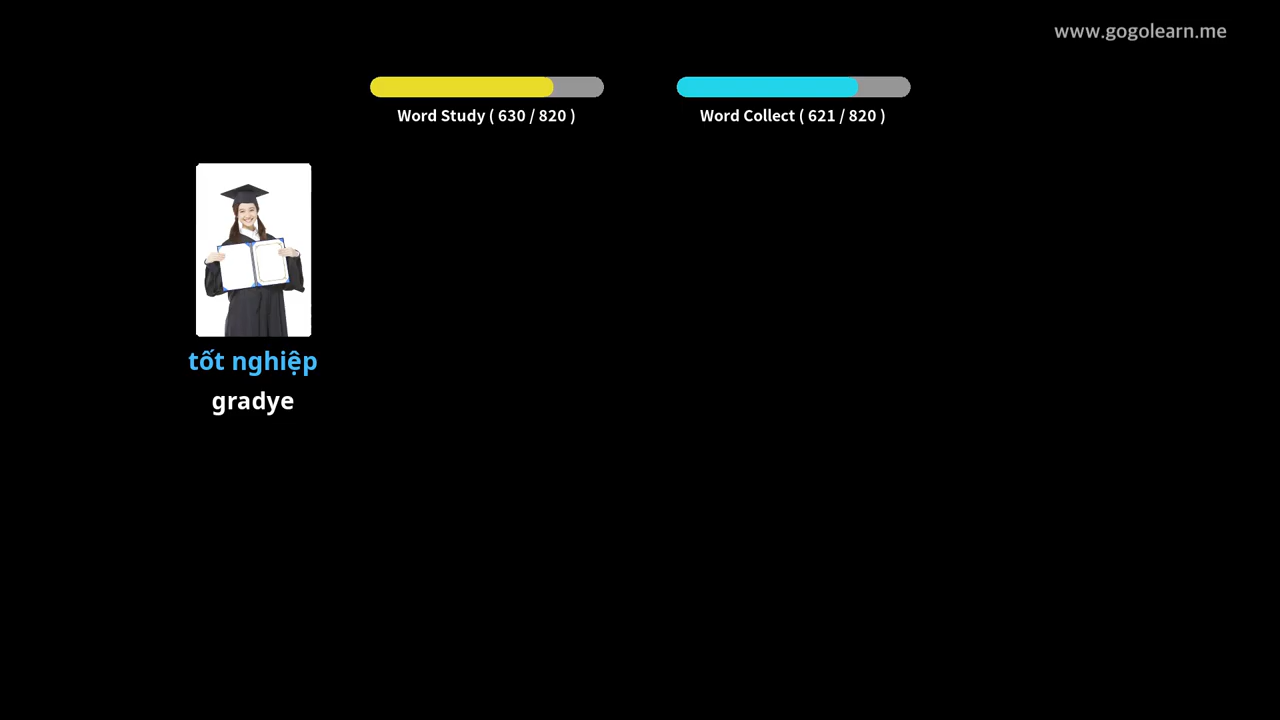 www.gogolearn.me
Word Study ( 630 / 820 )
Word Collect ( 621 / 820 )
tốt nghiệp
gradye